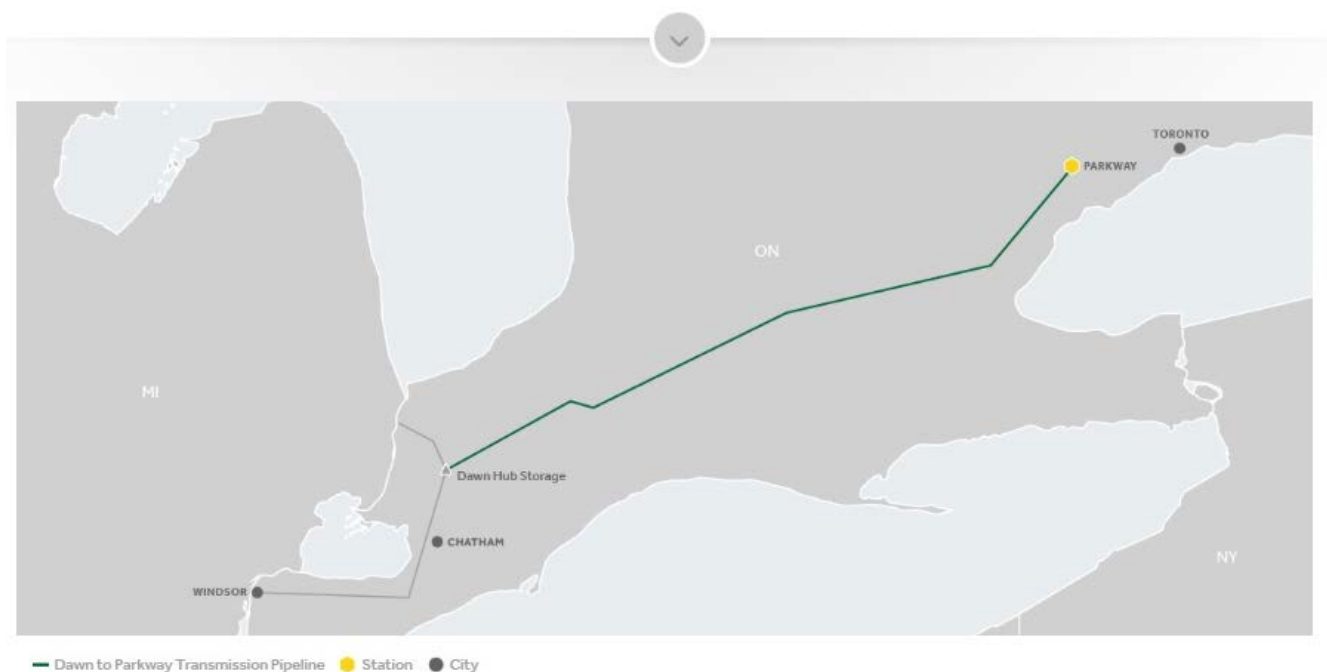 TORONTO
PARKWAY
ON
MI
Dawn Hub Storage
CHATHAM
NY
WINDSOR
Dawn to Parkway Transmission Pipeline Station City